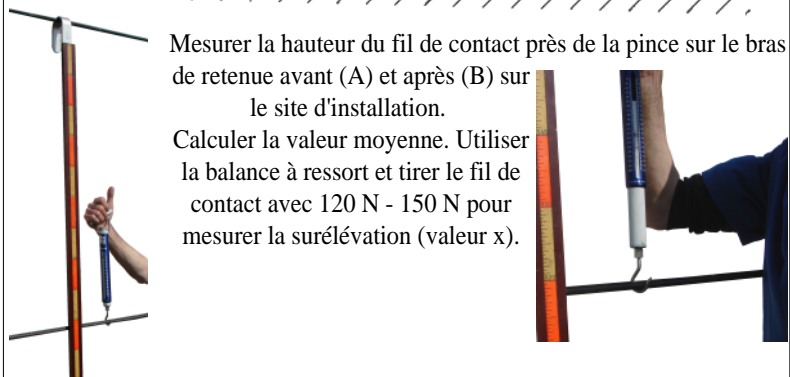 Mesurer la hauteur du fil de contact près de la pince sur le bras
de retenue avant (A) et après (B) sur
le site d'installation.
Calculer la valeur moyenne. Utiliser
la balance à ressort et tirer le fil de
contact avec 120 N - 150 N pour
mesurer la surélévation (valeur x).